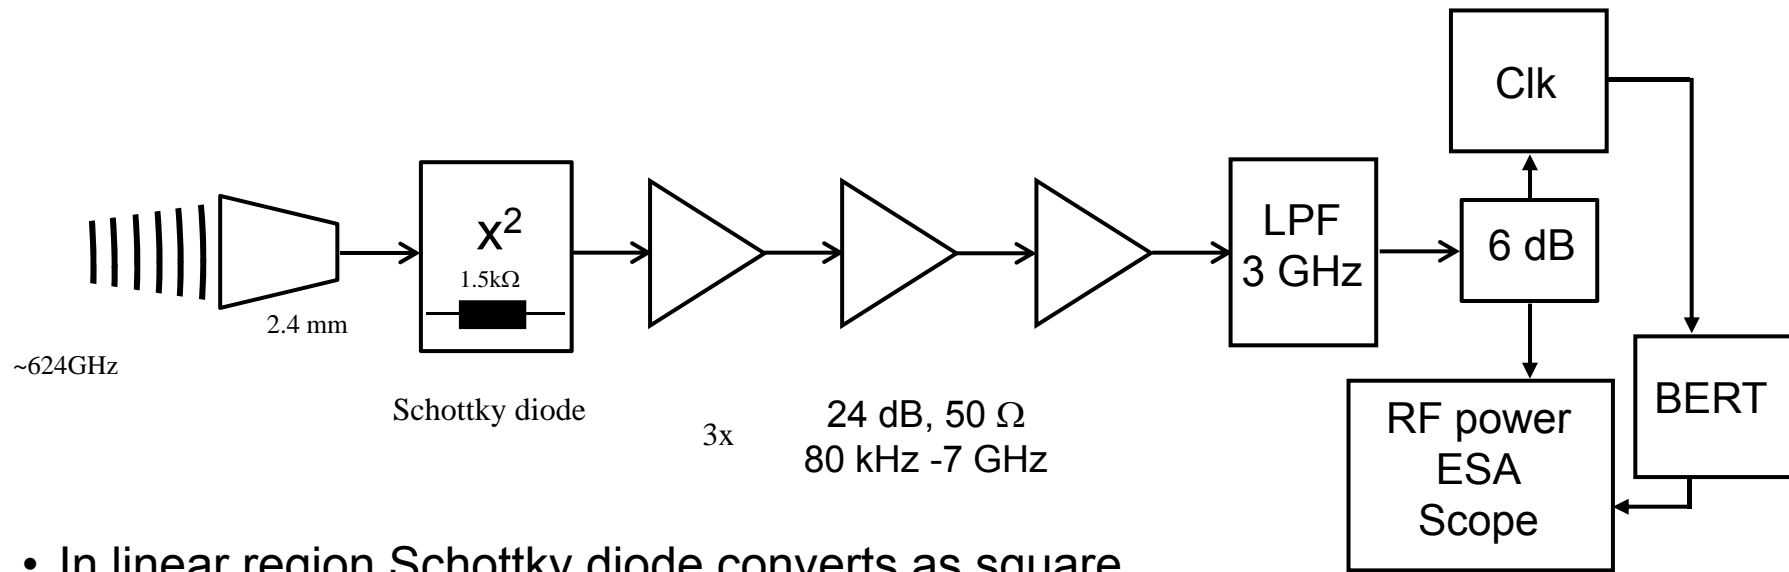 Clk
x²
1.5kΩ
LPF
3 GHz
6 dB
2.4 mm
~624GHz
Schottky diode
3x
24 dB, 50 Ω
80 kHz -7 GHz
RF power
ESA
Scope
BERT
• In linear region Schottky diode converts as square